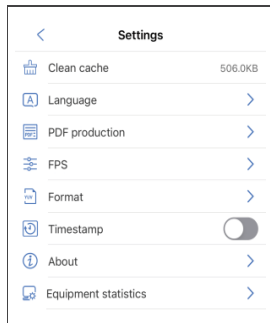 Settings
Clean cache 506.0KB
Language
PDF production
FPS
Format
Timestamp
About
Equipment statistics